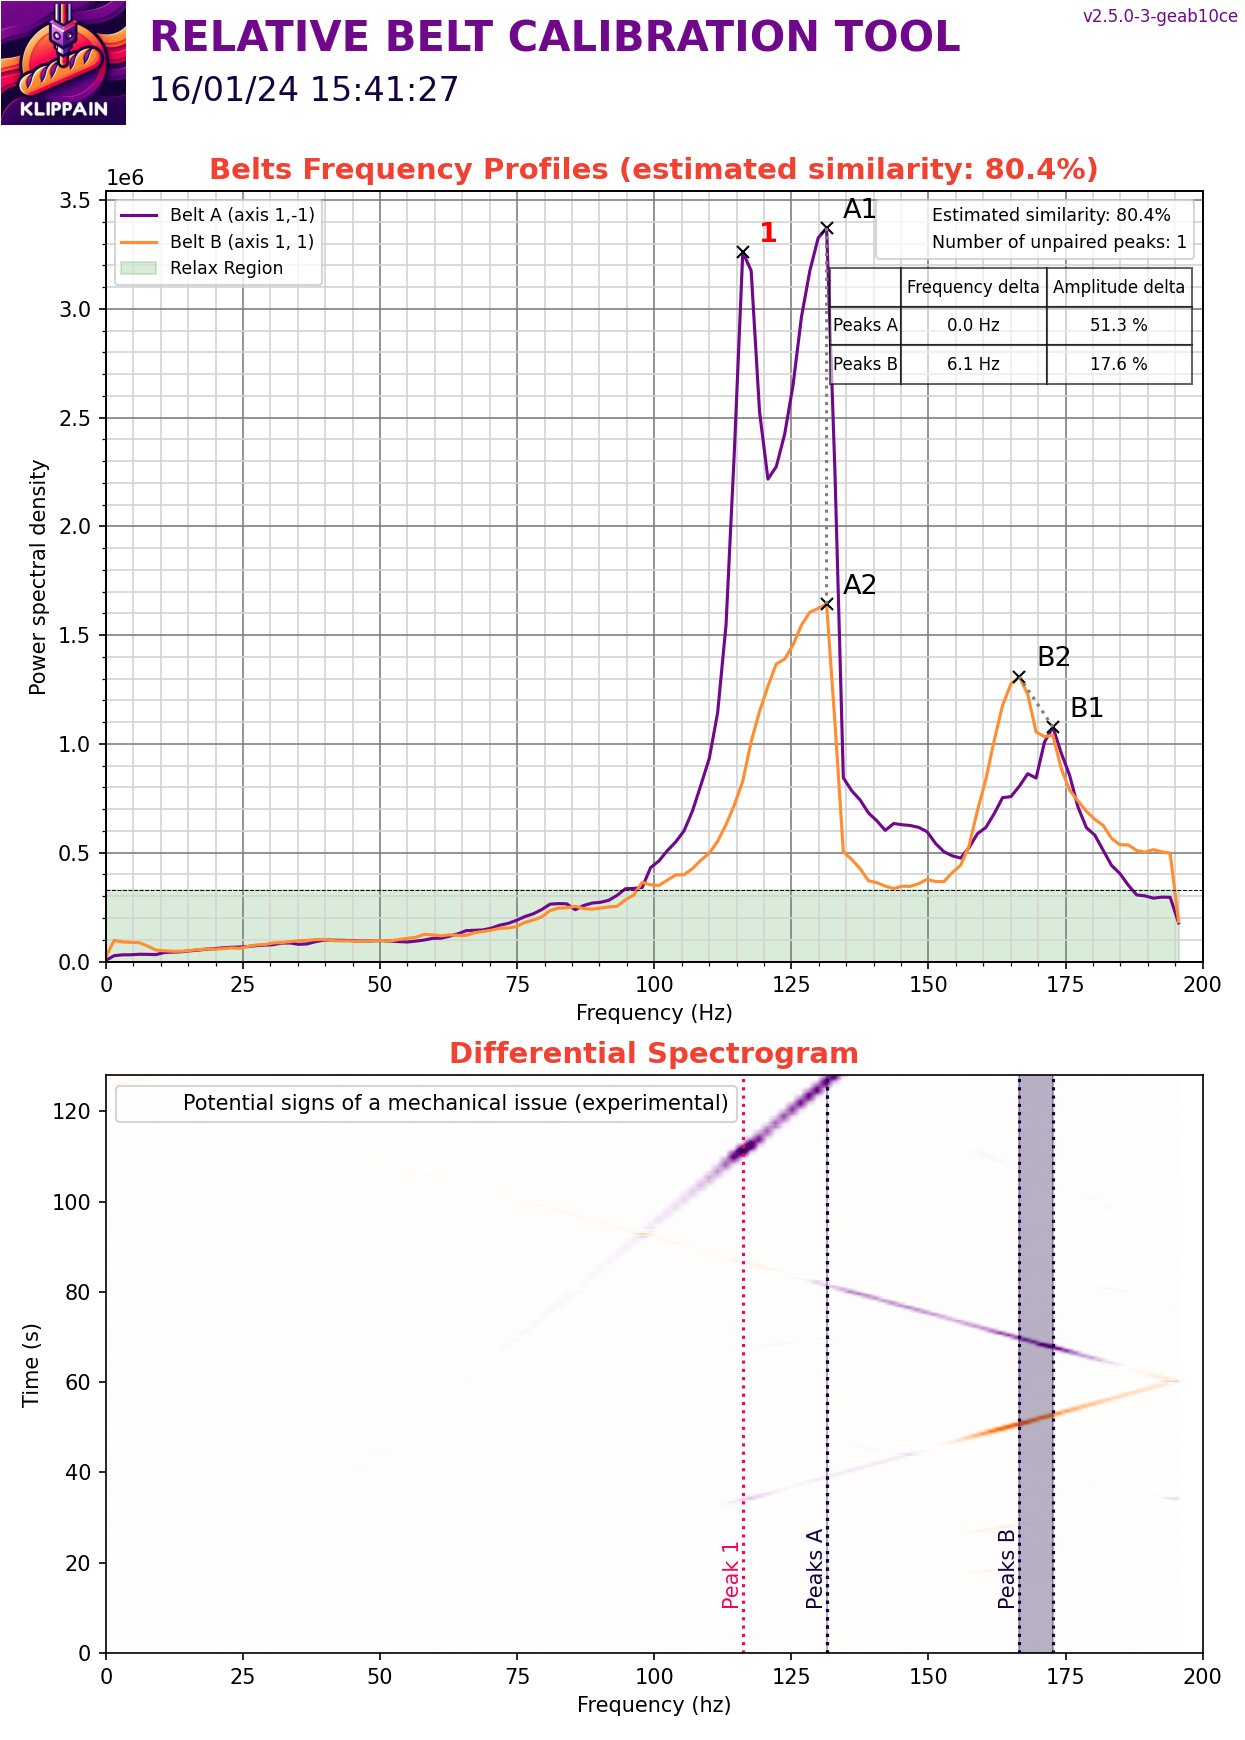 v2.5.0-3-geab10ce
RELATIVE BELT CALIBRATION TOOL
16/01/24 15:41:27
KLIPPAIN
Belts Frequency Profiles (estimated similarity: 80.4%)
1e6
Belt A (axis 1,-1)
Belt B (axis 1, 1)
Relax Region
Estimated similarity: 80.4%
Number of unpaired peaks: 1
Frequency delta Amplitude delta
Peaks A 0.0 Hz 51.3 %
Peaks B 6.1 Hz 17.6 %
1
A1
A2
B2
B1
3.5
3.0
2.5
2.0
1.5
1.0
0.5
0.0
Power spectral density
0 25 50 75 100 125 150 175 200
Frequency (Hz)
Differential Spectrogram
Potential signs of a mechanical issue (experimental)
120
100
80
60
40
20
0
Time (s)
Peak 1
Peaks A
Peaks B
0 25 50 75 100 125 150 175 200
Frequency (hz)